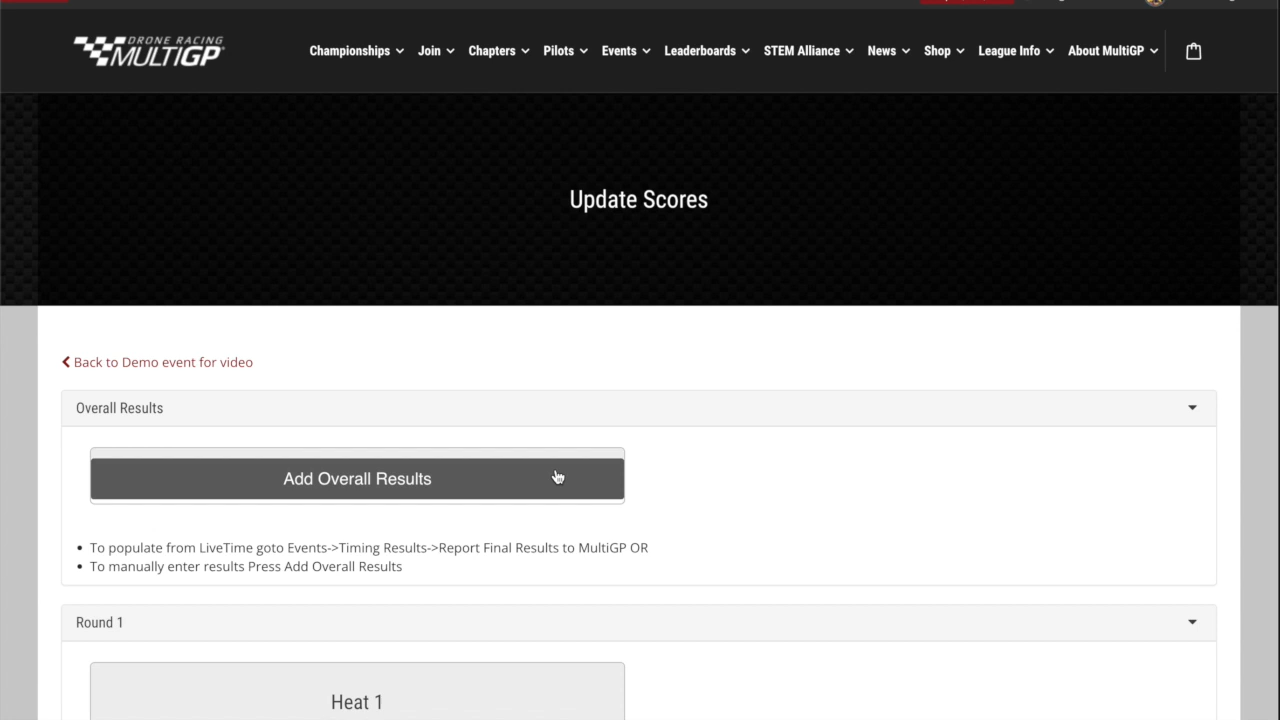 DRONE RACING
MULTIGP
Championships Join Chapters Pilots Events Leaderboards STEM Alliance News Shop League Info About MultiGP
Update Scores
Back to Demo event for video
Overall Results
Add Overall Results
To populate from LiveTime goto Events->Timing Results->Report Final Results to MultiGP OR
To manually enter results Press Add Overall Results
Round 1
Heat 1